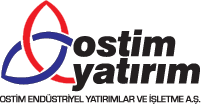 ostim
yatırım
OSTİM ENDÜSTRİYEL YATIRIMLAR VE İŞLETME A.Ş.